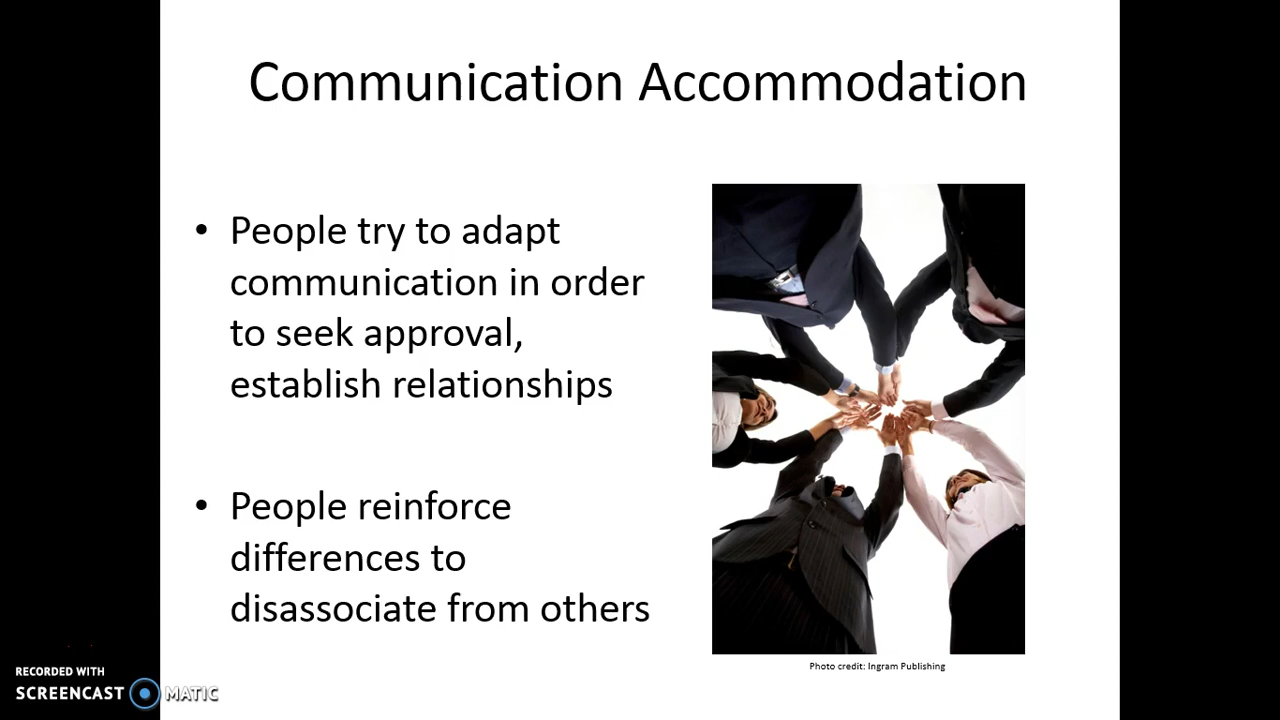 Communication Accommodation
• People try to adapt
communication in order
to seek approval,
establish relationships
• People reinforce
differences to
disassociate from others
Photo credit: Ingram Publishing
RECORDED WITH
SCREENCAST MATIC